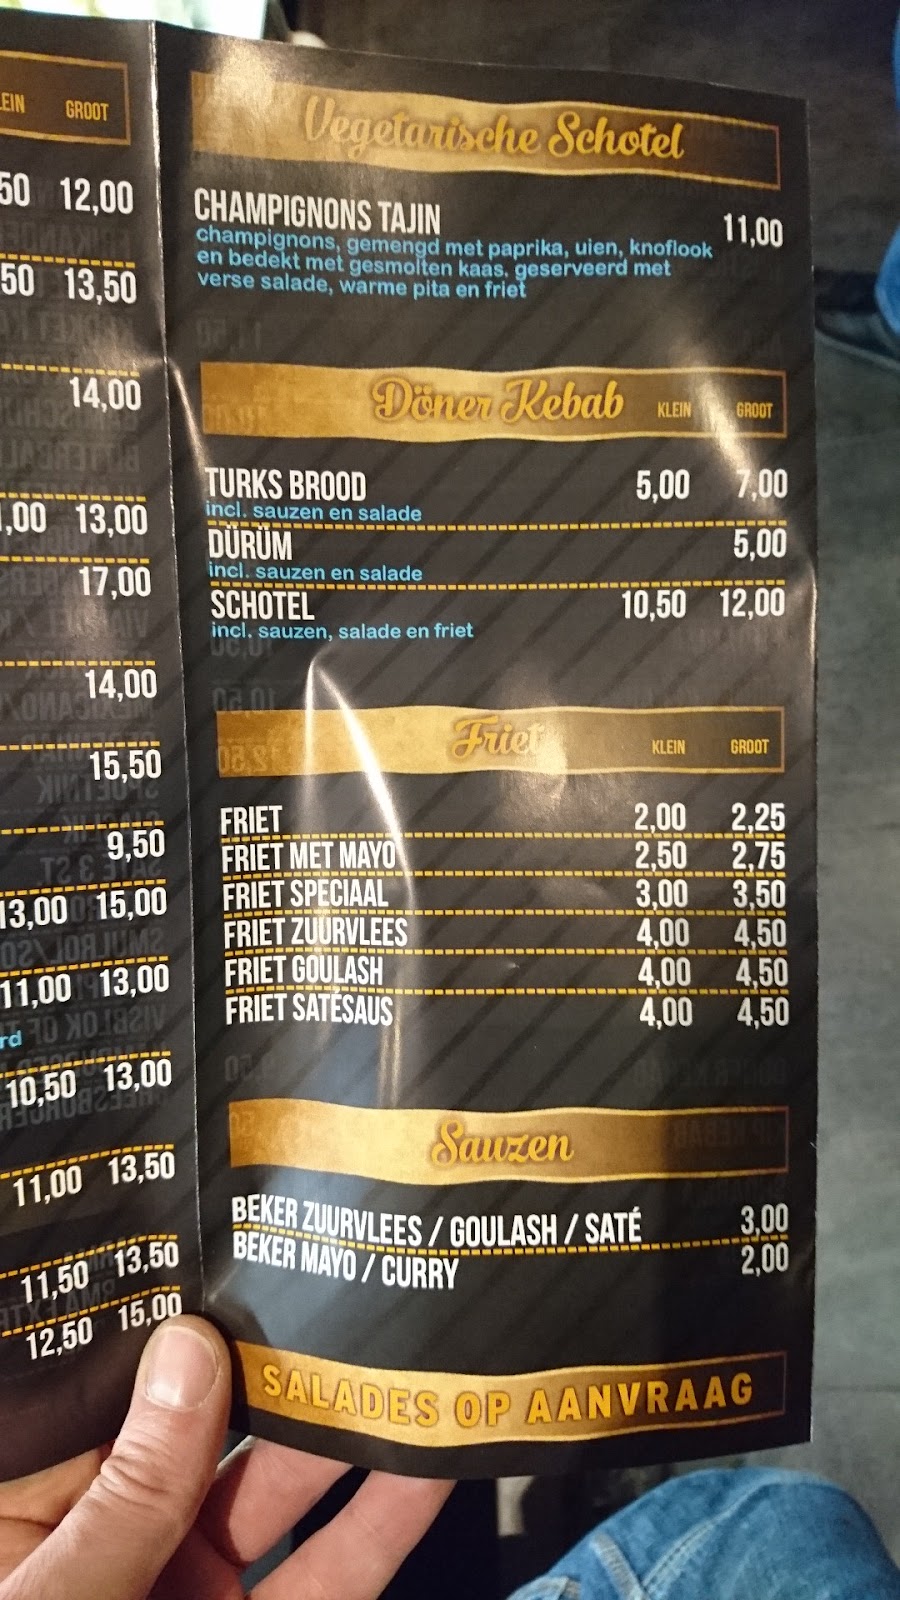 GROOT
12,00
13,50
14,00
13,00
17,00
14,00
15,50
9,50
13,00 15,00
11,00 13,00
rd
10,50 13,00
11,00 13,50
11,50 13,50
12,50 15,00
Vegetarische Schotel
CHAMPIGNONS TAJIN 11,00
champignons, gemengd met paprika, uien, knoflook
en bedekt met gesmolten kaas, geserveerd met
verse salade, warme pita en friet
Döner Kebab KLEIN GROOT
TURKS BROOD 5,00 7,00
incl. sauzen en salade
DÜRÜM 5,00
incl. sauzen en salade
SCHOTEL 10,50 12,00
incl. sauzen, salade en friet
Friet KLEIN GROOT
FRIET 2,00 2,25
FRIET MET MAYO 2,50 2,75
FRIET SPECIAAL 3,00 3,50
FRIET ZUURVLEES 4,00 4,50
FRIET GOULASH 4,00 4,50
FRIET SATÉSAUS 4,00 4,50
Sauzen
BEKER ZUURVLEES / GOULASH / SATÉ 3,00
BEKER MAYO / CURRY 2,00
SALADES OP AANVRAAG